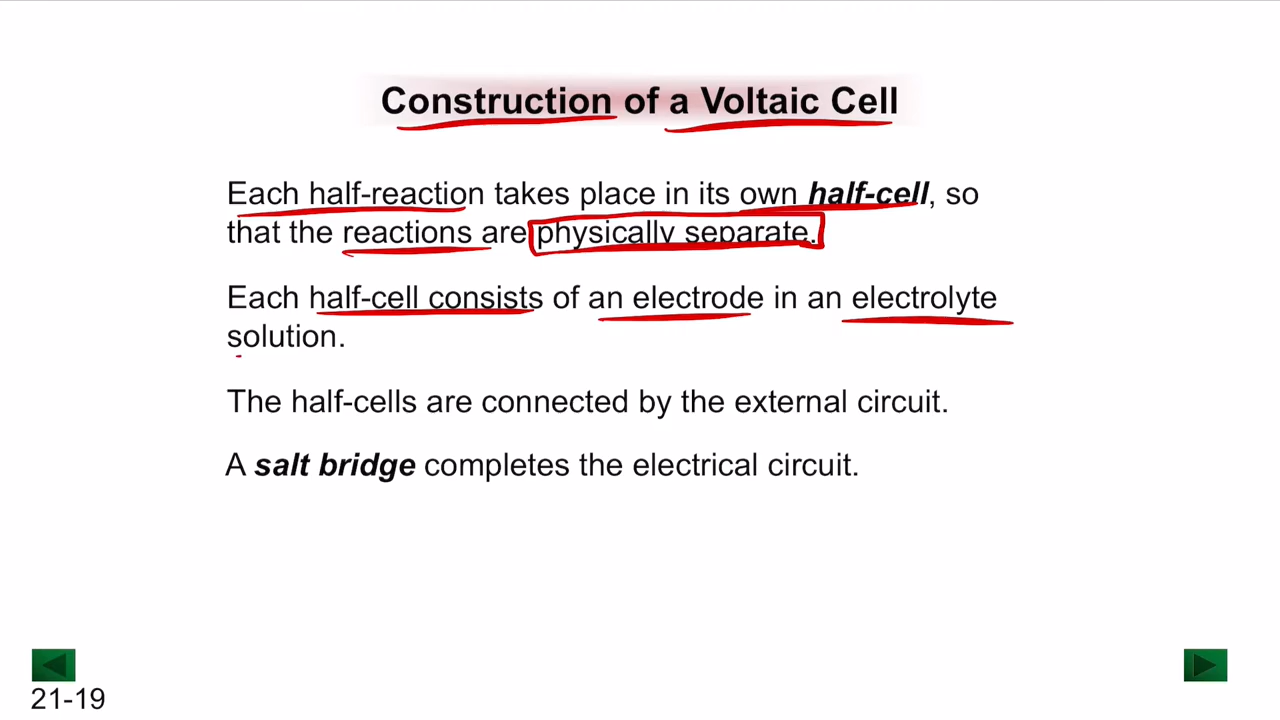 Construction of a Voltaic Cell
Each half-reaction takes place in its own half-cell, so
that the reactions are physically separate.
Each half-cell consists of an electrode in an electrolyte
solution.
The half-cells are connected by the external circuit.
A salt bridge completes the electrical circuit.
21-19